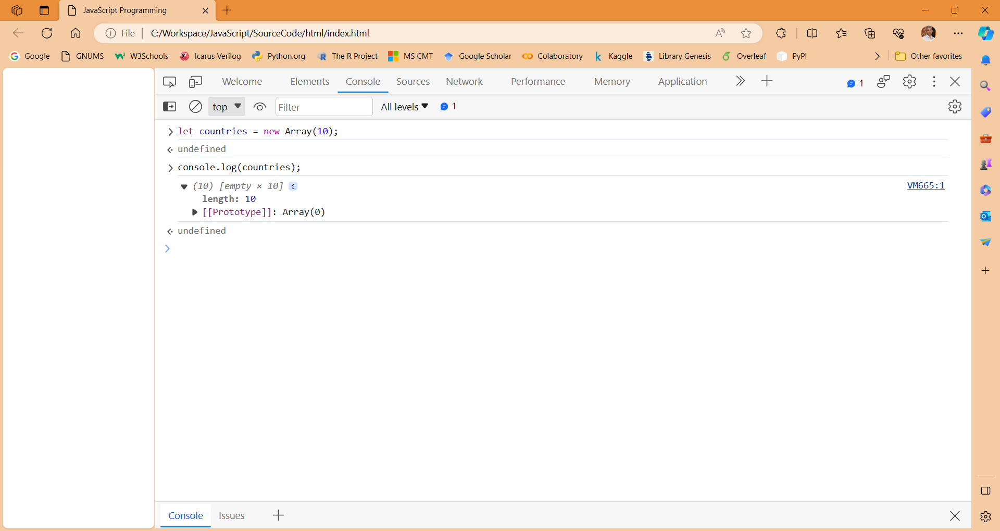 JavaScript Programming
File C:/Workspace/JavaScript/SourceCode/html/index.html
Google GNUMS W3Schools Icarus Verilog Python.org The R Project MS CMT Google Scholar Colaboratory Kaggle Library Genesis Overleaf PyPI Other favorites
Welcome Elements Console Sources Network Performance Memory Application 1
top Filter All levels 1
let countries = new Array(10);
undefined
console.log(countries);
(10) [empty × 10] i VM665:1
length: 10
[[Prototype]]: Array(0)
undefined
Console Issues